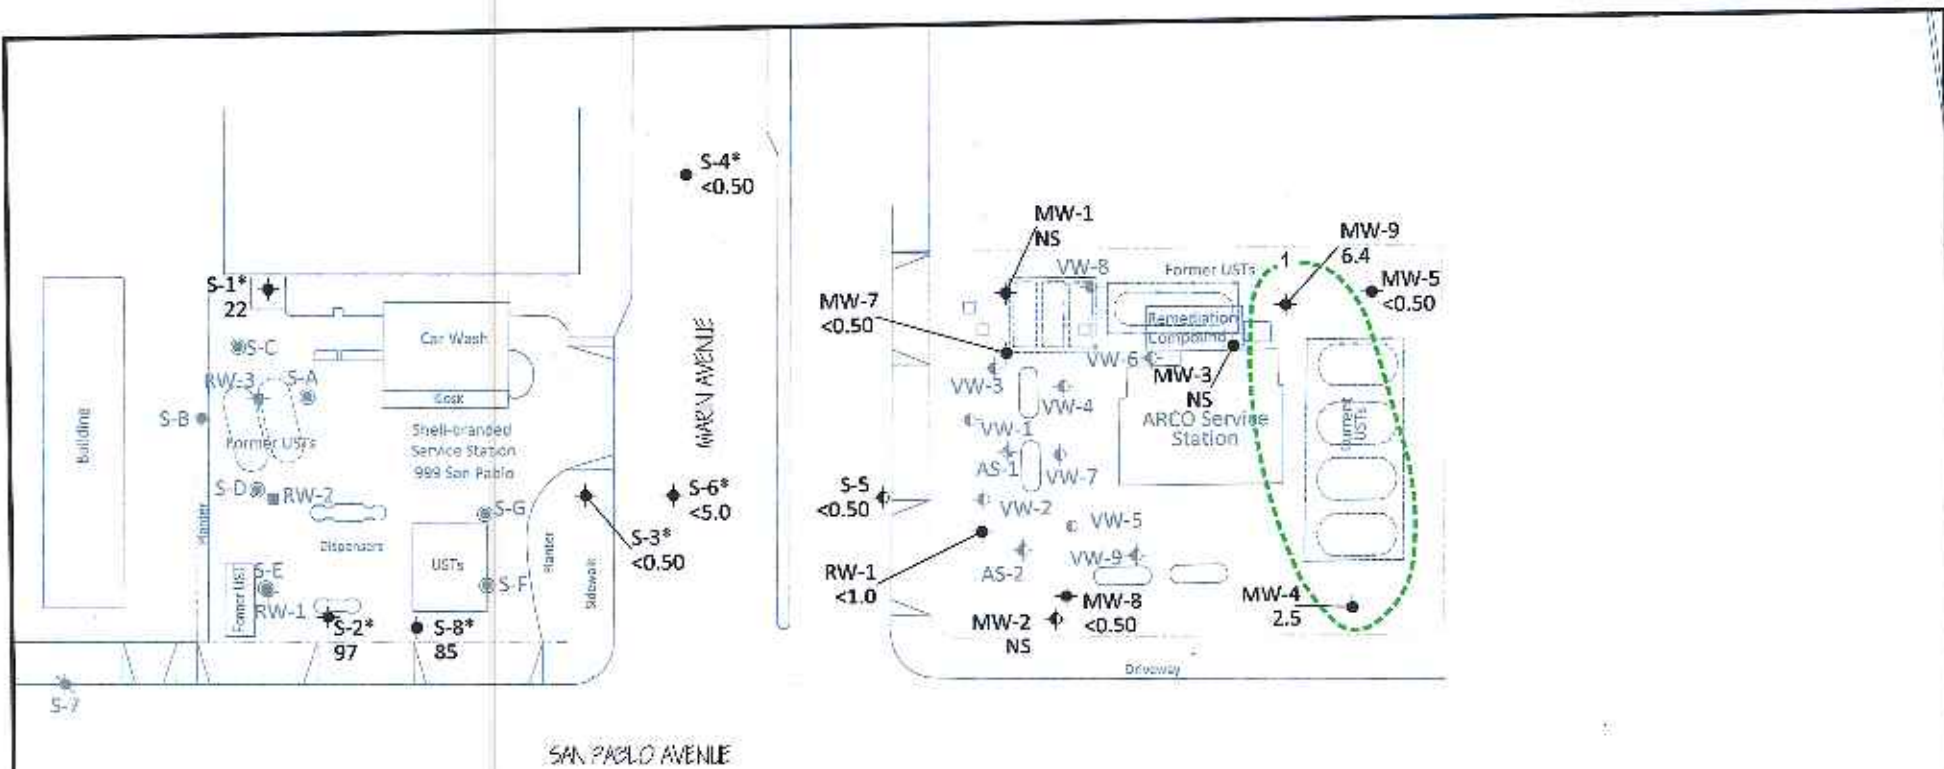 S-4*
<0.50
MW-1
NS
MW-9
6.4
1
MW-5
<0.50
VW-8
Former USTs
S-1*
22
MW-7
<0.50
Remediation
Compound
Car Wash
S-C
VW-6
MW-3
NS
RW-3
S-A
VW-3
VW-4
S-B
Former USTs
Building
Shell-branded
Service Station
999 San Pablo
MARIN AVENUE
VW-1
ARCO Service
Station
Current
USTs
AS-1
VW-7
S-D
RW-2
S-6*
<5.0
S-5
<0.50
VW-2
S-G
VW-5
Planter
Dispensers
S-3*
<0.50
Planter
Sidewalk
USTs
S-F
RW-1
<1.0
AS-2
VW-9
Former UST
S-E
RW-1
S-2*
97
S-8*
85
MW-8
<0.50
MW-2
NS
MW-4
2.5
Driveway
S-7
SAN PABLO AVENUE